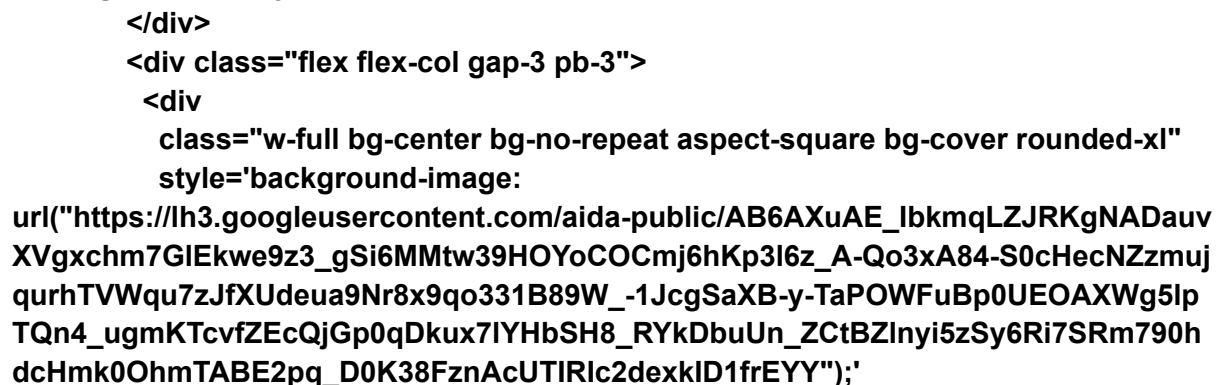 </div>
<div class="flex flex-col gap-3 pb-3">
<div
class="w-full bg-center bg-no-repeat aspect-square bg-cover rounded-xl"
style='background-image:
url("https://lh3.googleusercontent.com/aida-public/AB6AXuAE_IbkmqLZJRKgNADauv
XVgxchm7GlEkwe9z3_gSi6MMtw39HOYoCOCmj6hKp3l6z_A-Qo3xA84-S0cHecNZzmuj
qurhTVWqu7zJfXUdeua9Nr8x9qo331B89W_-1JcgSaXB-y-TaPOWFuBp0UEOAXWg5lp
TQn4_ugmKTcvfZEcQjGp0qDkux7lYHbSH8_RYkDbuUn_ZCtBZlnyi5zSy6Ri7SRm790h
dcHmk0OhmTABE2pq_D0K38FznAcUTlRIc2dexklD1frEYY");'